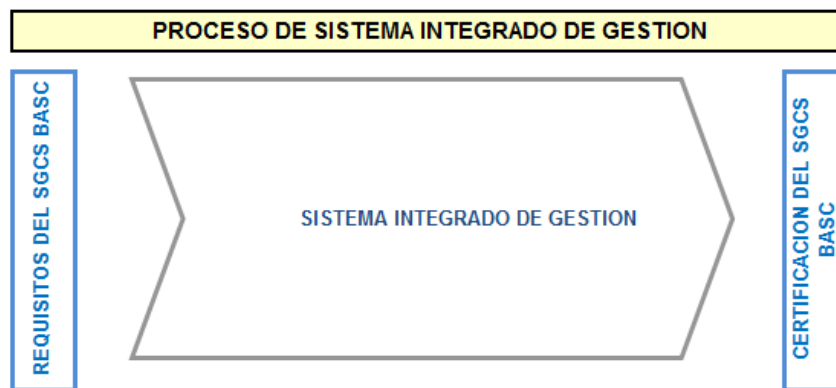 PROCESO DE SISTEMA INTEGRADO DE GESTION
REQUISITOS DEL SGCS BASC
SISTEMA INTEGRADO DE GESTION
CERTIFICACION DEL SGCS
BASC